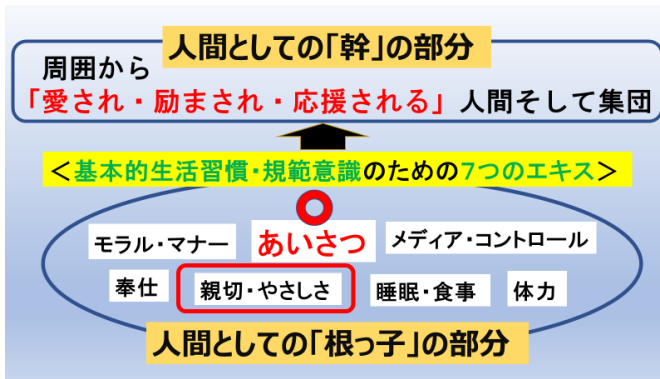 人間としての「幹」の部分
周囲から
「愛され・励まされ・応援される」人間そして集団
＜基本的生活習慣・規範意識のための7つのエキス＞
モラル・マナー
あいさつ
メディア・コントロール
奉仕
親切・やさしさ
睡眠・食事
体力
人間としての「根っ子」の部分